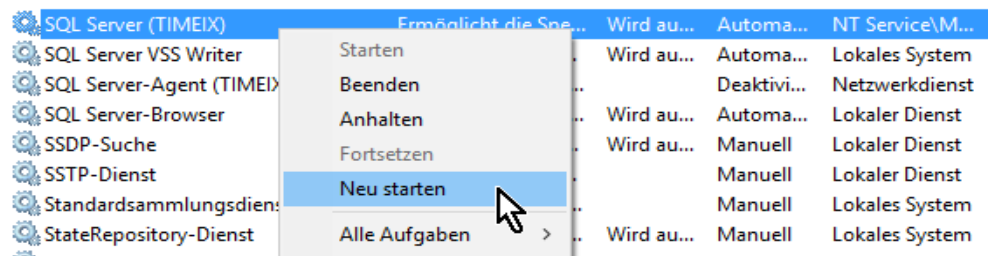 SQL Server (TIMEIX) Ermöglicht die Spe... Wird au... Automa... NT Service\M...
Starten
SQL Server VSS Writer Wird au... Automa... Lokales System
SQL Server-Agent (TIMEIX Beenden Deaktivi... Netzwerkdienst
SQL Server-Browser Anhalten Wird au... Automa... Lokaler Dienst
SSDP-Suche Fortsetzen Wird au... Manuell Lokaler Dienst
SSTP-Dienst Neu starten Manuell Lokaler Dienst
Standardsammlungsdiens Manuell Lokales System
StateRepository-Dienst Alle Aufgaben > Wird au... Manuell Lokales System